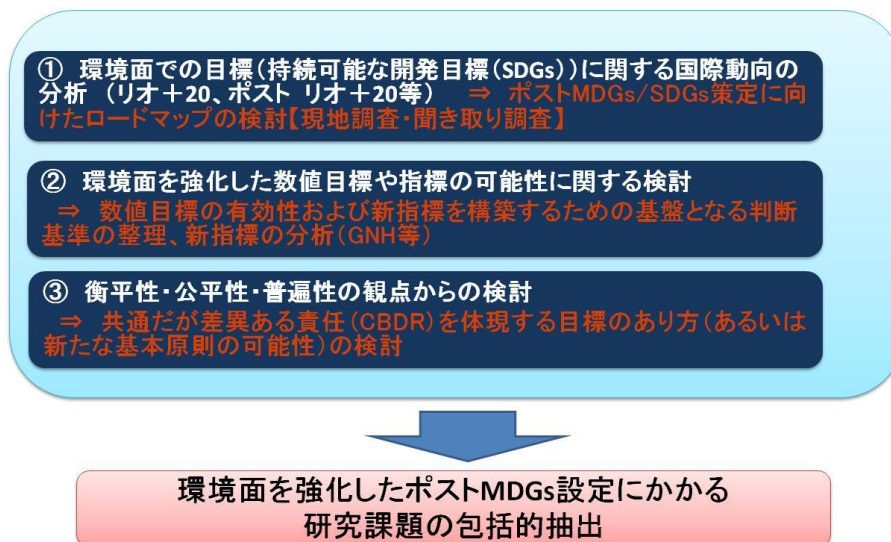 ① 環境面での目標(持続可能な開発目標(SDGs))に関する国際動向の
分析 (リオ+20、ポスト リオ+20等) ⇒ ポストMDGs/SDGs策定に向
けたロードマップの検討【現地調査・聞き取り調査】
② 環境面を強化した数値目標や指標の可能性に関する検討
⇒ 数値目標の有効性および新指標を構築するための基盤となる判断
基準の整理、新指標の分析(GNH等)
③ 衡平性・公平性・普遍性の観点からの検討
⇒ 共通だが差異ある責任(CBDR)を体現する目標のあり方(あるいは
新たな基本原則の可能性)の検討
環境面を強化したポストMDGs設定にかかる
研究課題の包括的抽出